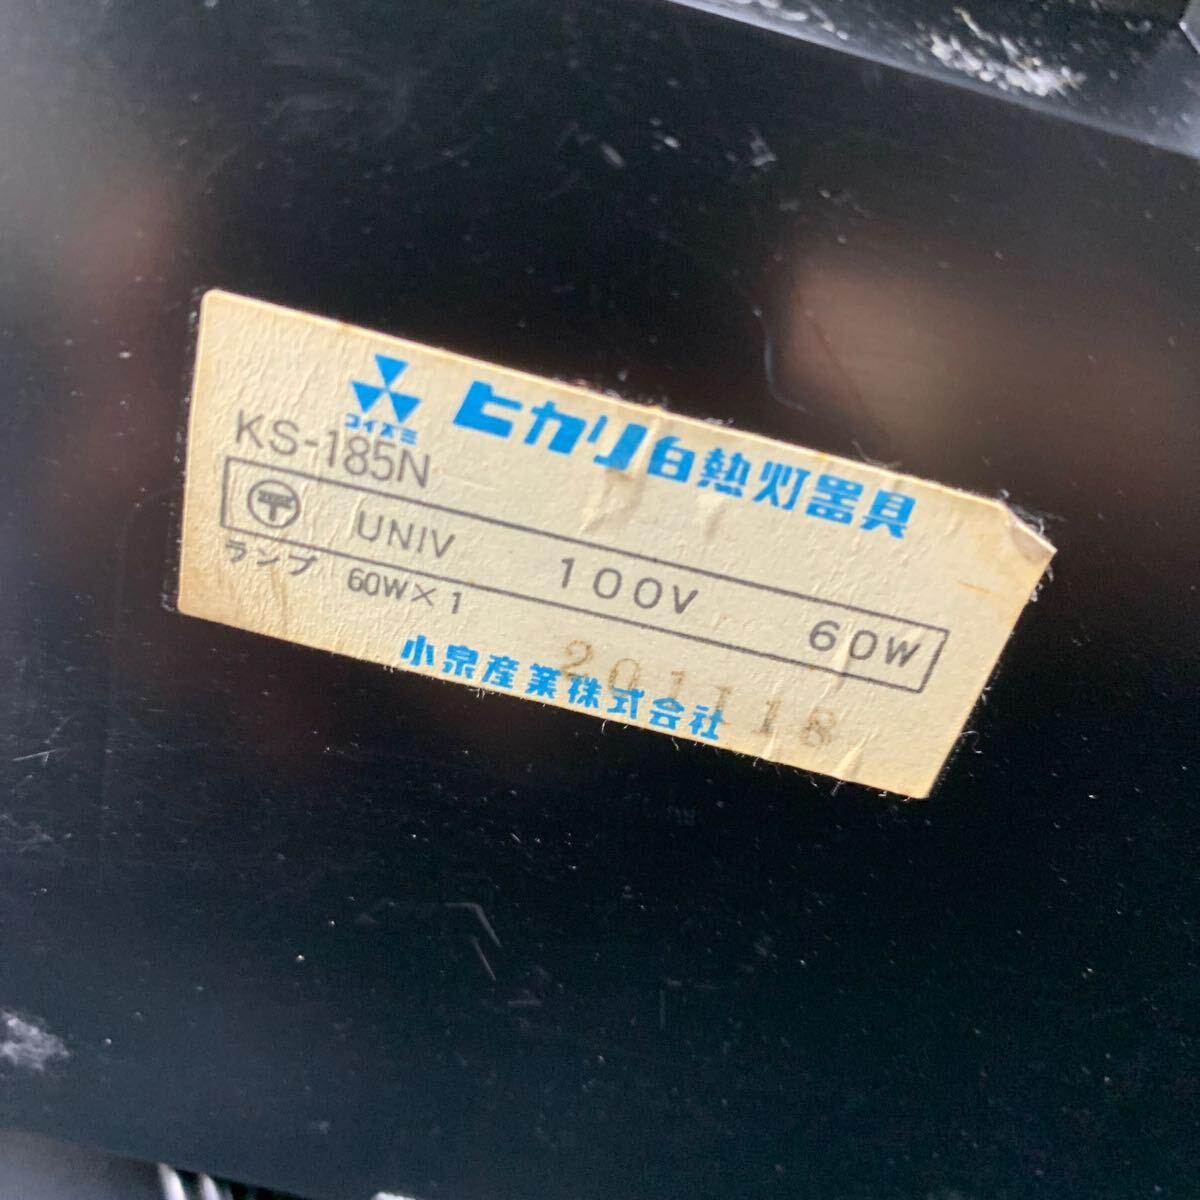 ヒカリ白熱灯器具
コイズミ
KS-185N
〒 UNIV 100V 60W
ランプ 60W×1
小泉産業株式会社
201118